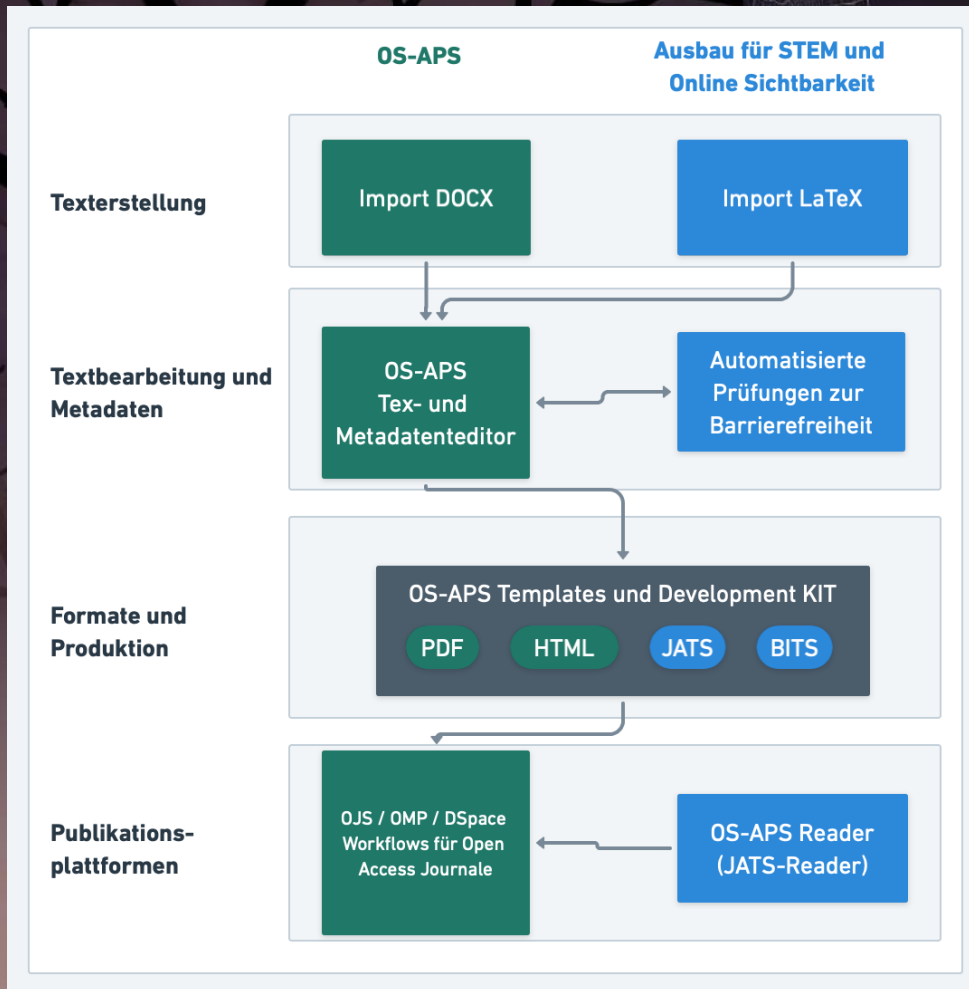 OS-APS
Ausbau für STEM und
Online Sichtbarkeit
Texterstellung
Import DOCX
Import LaTeX
Textbearbeitung und
Metadaten
OS-APS
Tex- und
Metadatenteditor
Automatisierte
Prüfungen zur
Barrierefreiheit
Formate und
Produktion
OS-APS Templates und Development KIT
PDF
HTML
JATS
BITS
Publikations-
plattformen
OJS / OMP / DSpace
Workflows für Open
Access Journale
OS-APS Reader
(JATS-Reader)